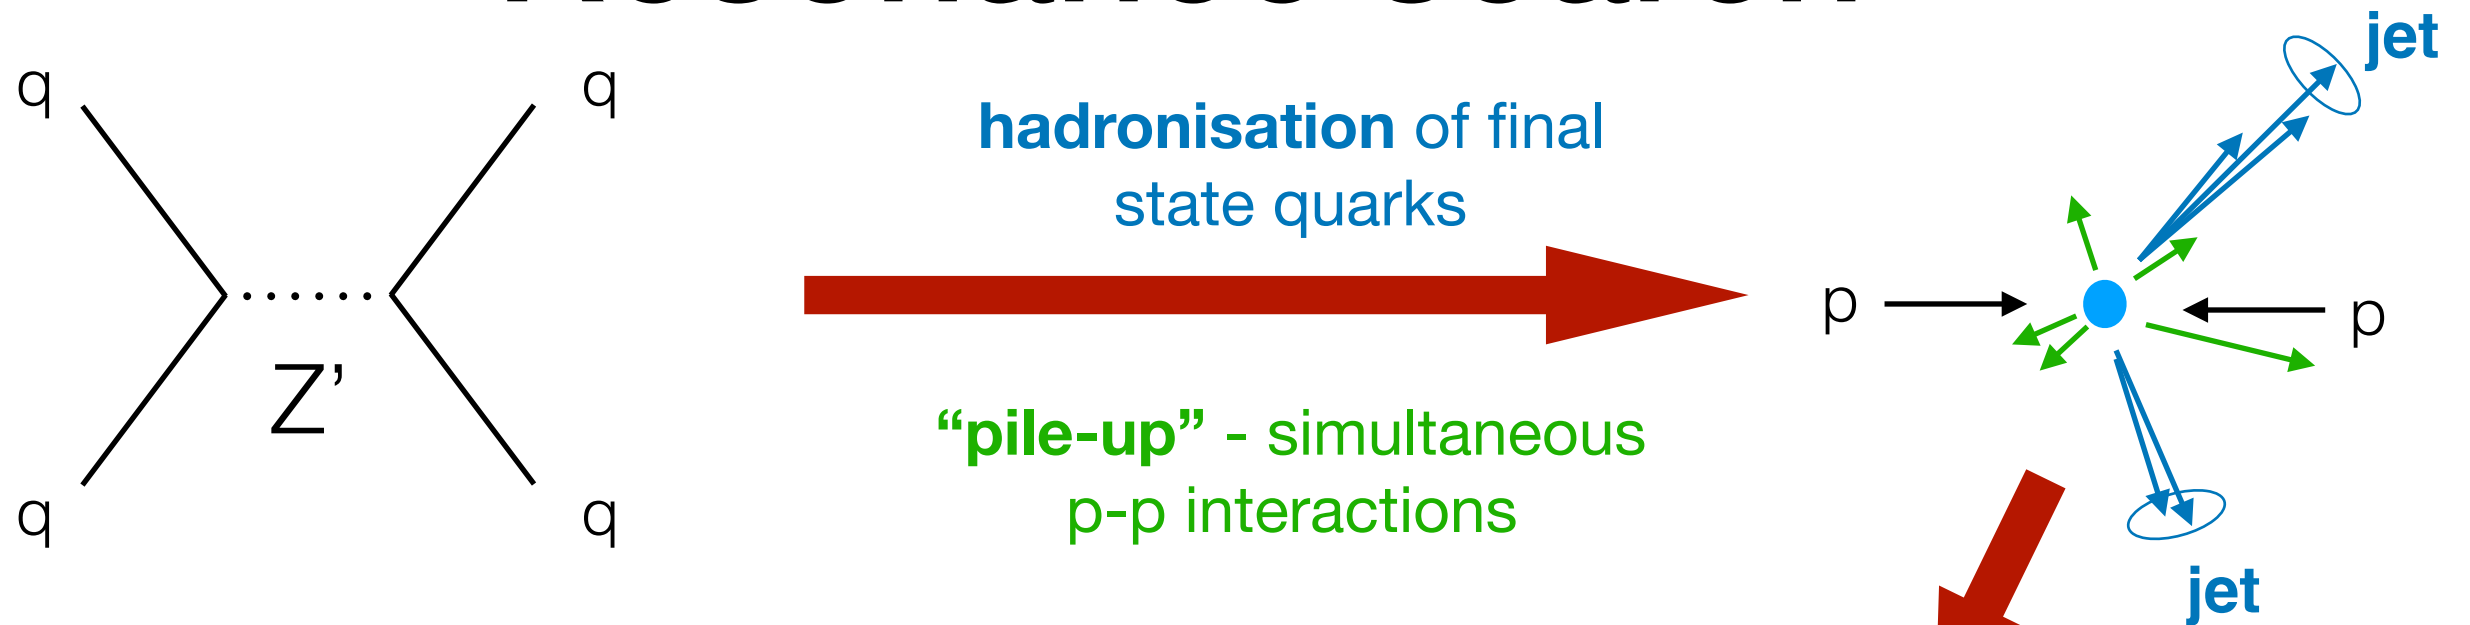 jet
q
q
hadronisation of final
state quarks
p
p
Z’
“pile-up” - simultaneous
p-p interactions
q
q
jet